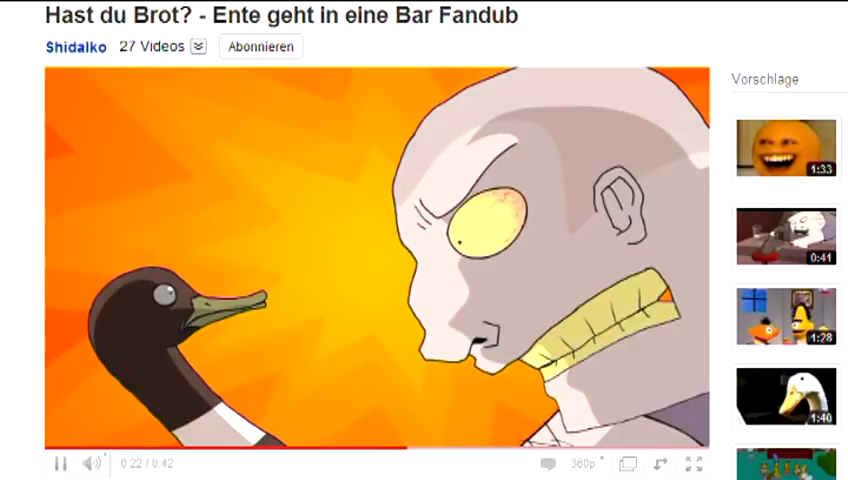 Hast du Brot? - Ente geht in eine Bar Fandub
Shidalko 27 Videos Abonnieren
Vorschläge
1:33
0:41
1:28
1:40
0:22 / 0:42
360p